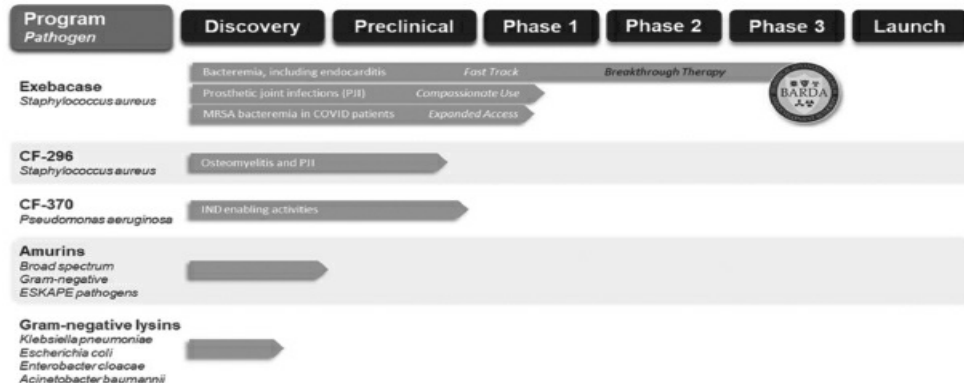 Program
Pathogen
Discovery
Preclinical
Phase 1
Phase 2
Phase 3
Launch
Exebacase
Staphylococcus aureus
Bacteremia, including endocarditis
Fast Track
Breakthrough Therapy
Prosthetic joint infections (PJI)
Compassionate Use
MRSA bacteremia in COVID patients
Expanded Access
BARDA
CF-296
Staphylococcus aureus
Osteomyelitis and PJI
CF-370
Pseudomonas aeruginosa
IND enabling activities
Amurins
Broad spectrum
Gram-negative
ESKAPE pathogens
Gram-negative lysins
Klebsiella pneumoniae
Escherichia coli
Enterobacter cloacae
Acinetobacter baumannii